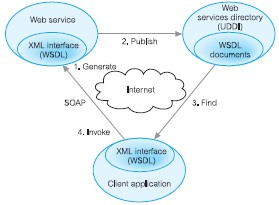 Web service
XML interface
(WSDL)
2, Publish
Web
services directory
(UDDI)
WSDL
documents
1. Generate
Internet
SOAP
3. Find
4. Invoke
XML interface
(WSDL)
Client application